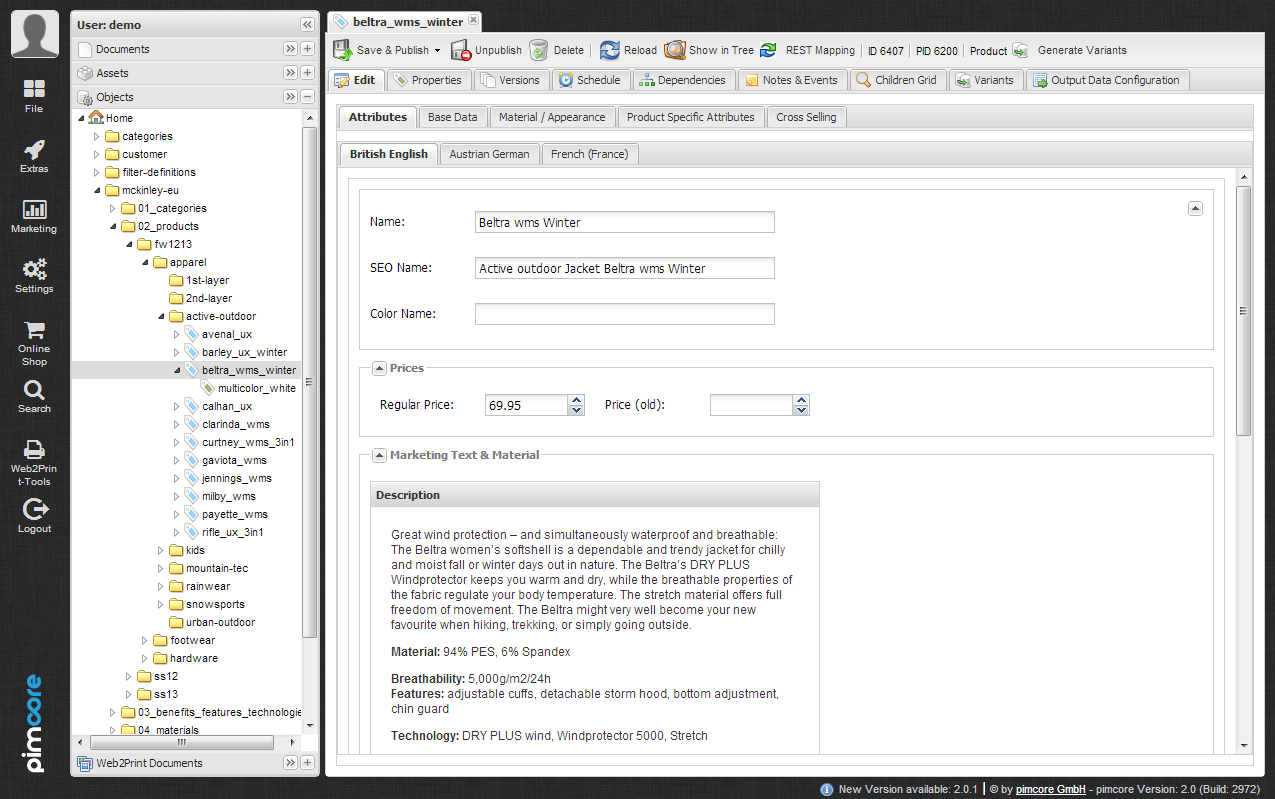 File
Extras
Marketing
Settings
Online
Shop
Search
Web2Prin
t-Tools
Logout
pimcore
User: demo
Documents
Assets
Objects
Home
categories
customer
filter-definitions
mckinley-eu
01_categories
02_products
fw1213
apparel
1st-layer
2nd-layer
active-outdoor
avenal_ux
barley_ux_winter
beltra_wms_winter
multicolor_white
calhan_ux
clarinda_wms
curtney_wms_3in1
gaviota_wms
jennings_wms
milby_wms
payette_wms
rifle_ux_3in1
kids
mountain-tec
rainwear
snowsports
urban-outdoor
footwear
hardware
ss12
ss13
03_benefits_features_technologie
04_materials
Web2Print Documents
beltra_wms_winter
Save & Publish Unpublish Delete Reload Show in Tree REST Mapping ID 6407 PID 6200 Product Generate Variants
Edit Properties Versions Schedule Dependencies Notes & Events Children Grid Variants Output Data Configuration
Attributes Base Data Material / Appearance Product Specific Attributes Cross Selling
British English Austrian German French (France)
Name: Beltra wms Winter
SEO Name: Active outdoor Jacket Beltra wms Winter
Color Name:
Prices
Regular Price: 69.95 Price (old):
Marketing Text & Material
Description
Great wind protection – and simultaneously waterproof and breathable:
The Beltra women's softshell is a dependable and trendy jacket for chilly
and moist fall or winter days out in nature. The Beltra's DRY PLUS
Windprotector keeps you warm and dry, while the breathable properties of
the fabric regulate your body temperature. The stretch material offers full
freedom of movement. The Beltra might very well become your new
favourite when hiking, trekking, or simply going outside.
Material: 94% PES, 6% Spandex
Breathability: 5,000g/m2/24h
Features: adjustable cuffs, detachable storm hood, bottom adjustment,
chin guard
Technology: DRY PLUS wind, Windprotector 5000, Stretch
New Version available: 2.0.1 | © by pimcore GmbH - pimcore Version: 2.0 (Build: 2972)